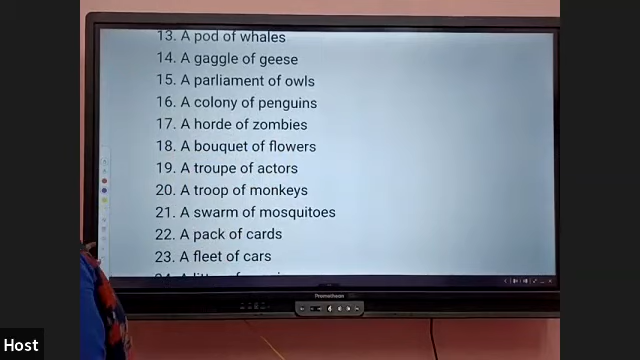 13. A pod of whales
14. A gaggle of geese
15. A parliament of owls
16. A colony of penguins
17. A horde of zombies
18. A bouquet of flowers
19. A troupe of actors
20. A troop of monkeys
21. A swarm of mosquitoes
22. A pack of cards
23. A fleet of cars
Promethean
Host